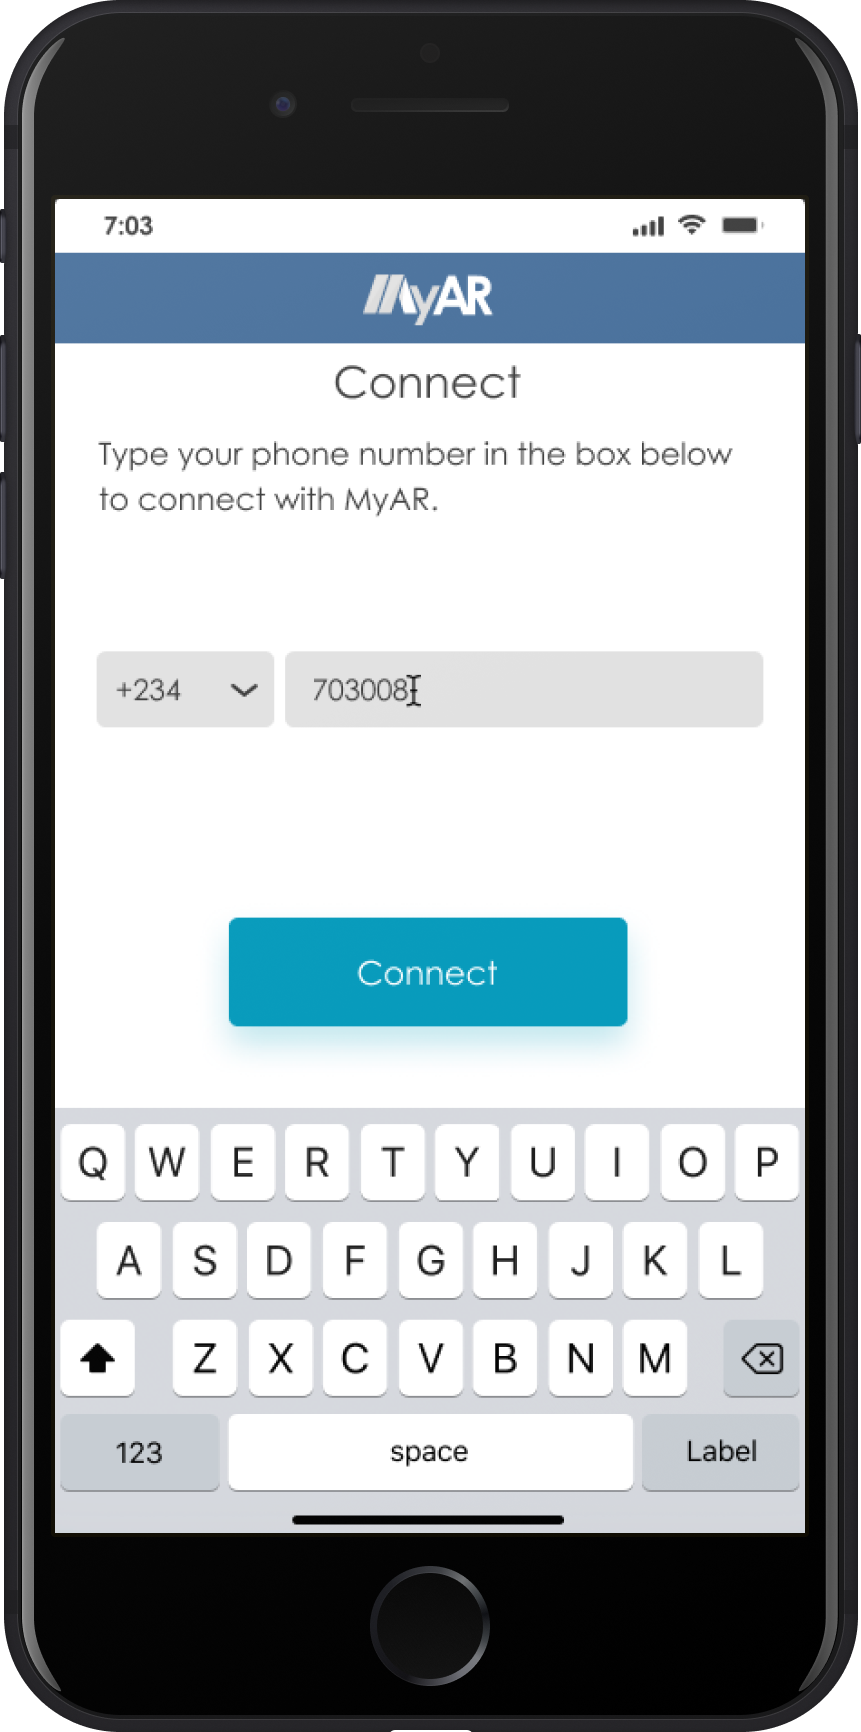 7:03
MyAR
Connect
Type your phone number in the box below
to connect with MyAR.
+234 703008
Connect
Q W E R T Y U I O P
A S D F G H J K L
Z X C V B N M
123 space Label